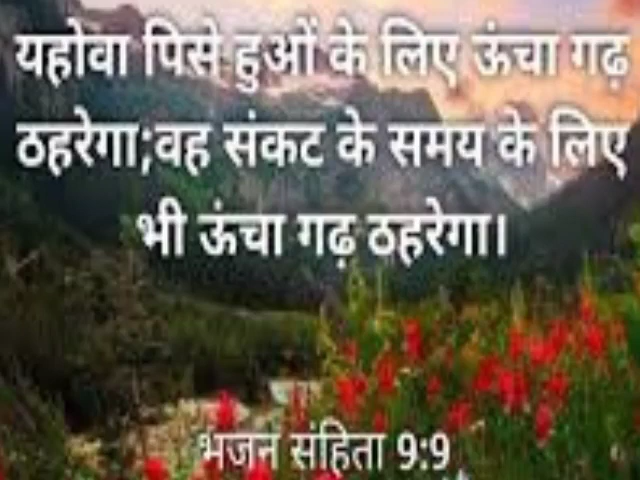 यहोवा पिसे हुओं के लिए ऊंचा गढ़
ठहरेगा;वह संकट के समय के लिए
भी ऊंचा गढ़ ठहरेगा।
भजन संहिता 9:9